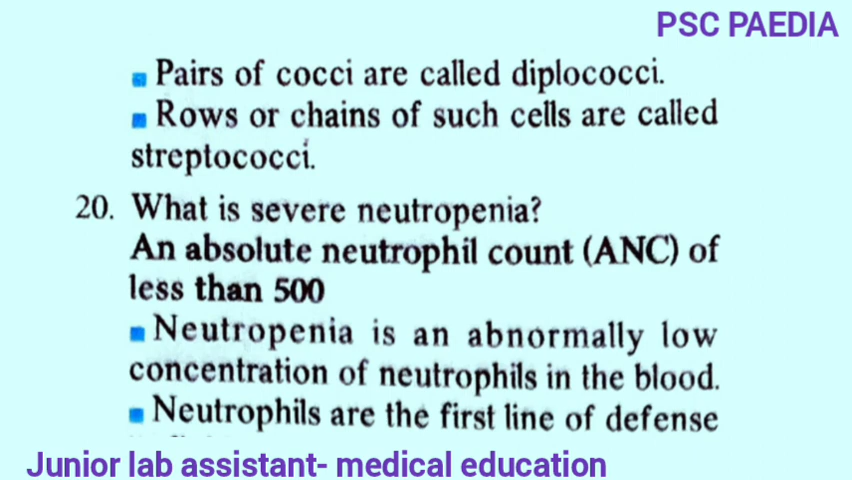 PSC PAEDIA
▪ Pairs of cocci are called diplococci.
▪ Rows or chains of such cells are called
streptococci.
20. What is severe neutropenia?
An absolute neutrophil count (ANC) of
less than 500
▪ Neutropenia is an abnormally low
concentration of neutrophils in the blood.
▪ Neutrophils are the first line of defense
Junior lab assistant- medical education